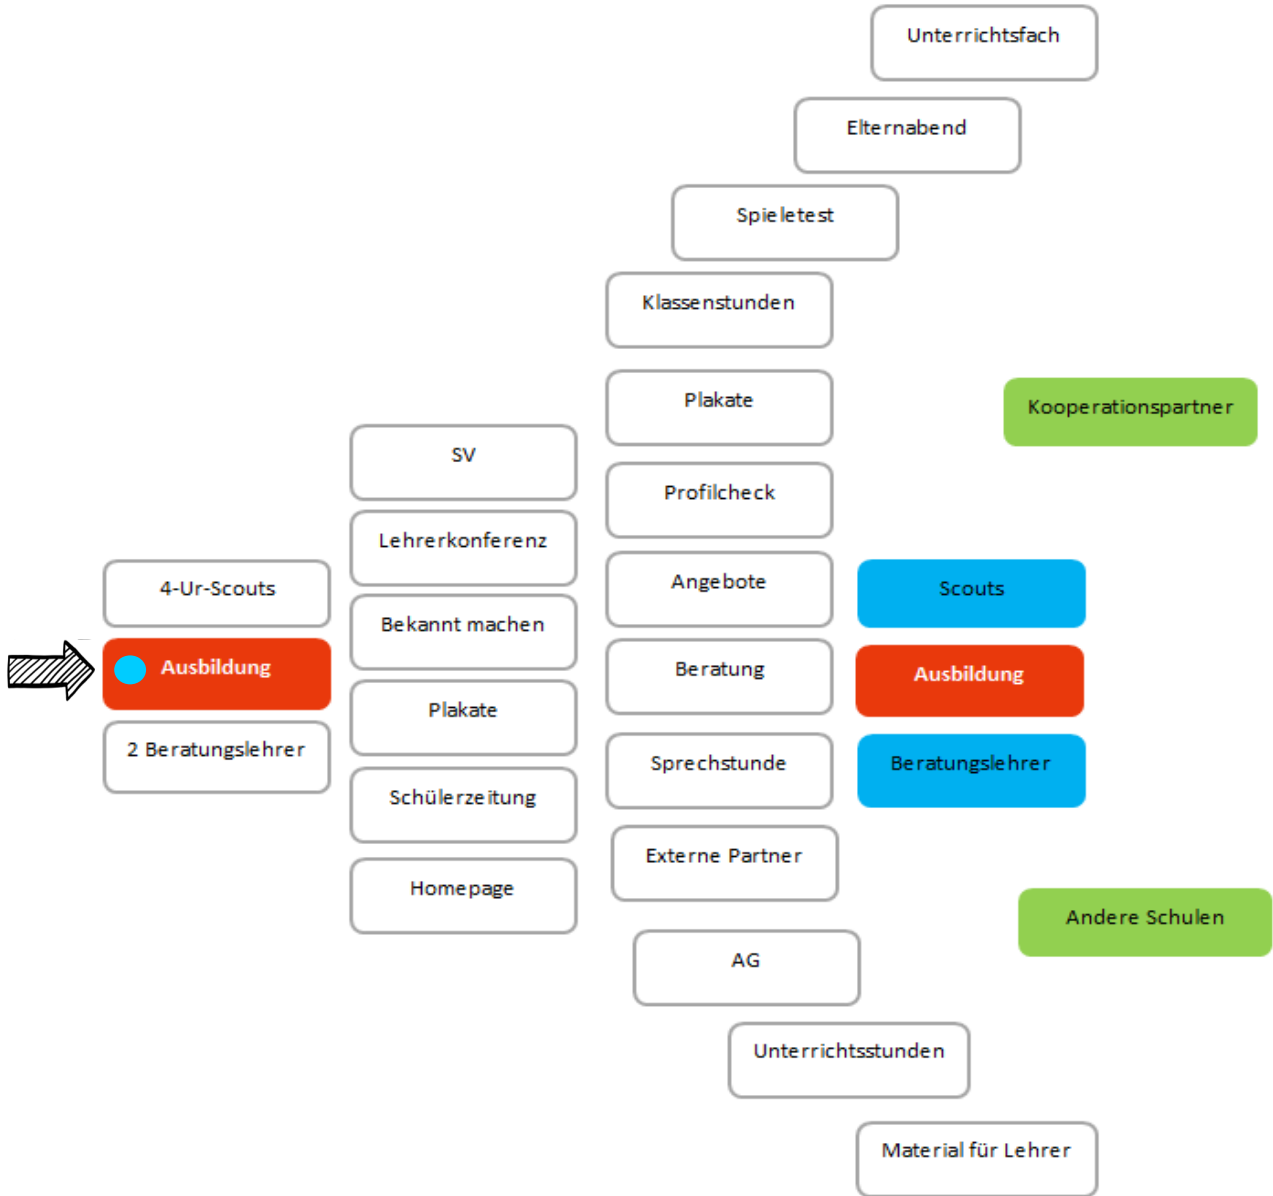 Unterrichtsfach
Elternabend
Spieletest
Klassenstunden
Plakate
Kooperationspartner
SV
Profilcheck
Lehrerkonferenz
Angebote
4-Ur-Scouts
Scouts
Bekannt machen
Ausbildung
Beratung
Ausbildung
Plakate
2 Beratungslehrer
Sprechstunde
Beratungslehrer
Schülerzeitung
Externe Partner
Homepage
Andere Schulen
AG
Unterrichtsstunden
Material für Lehrer